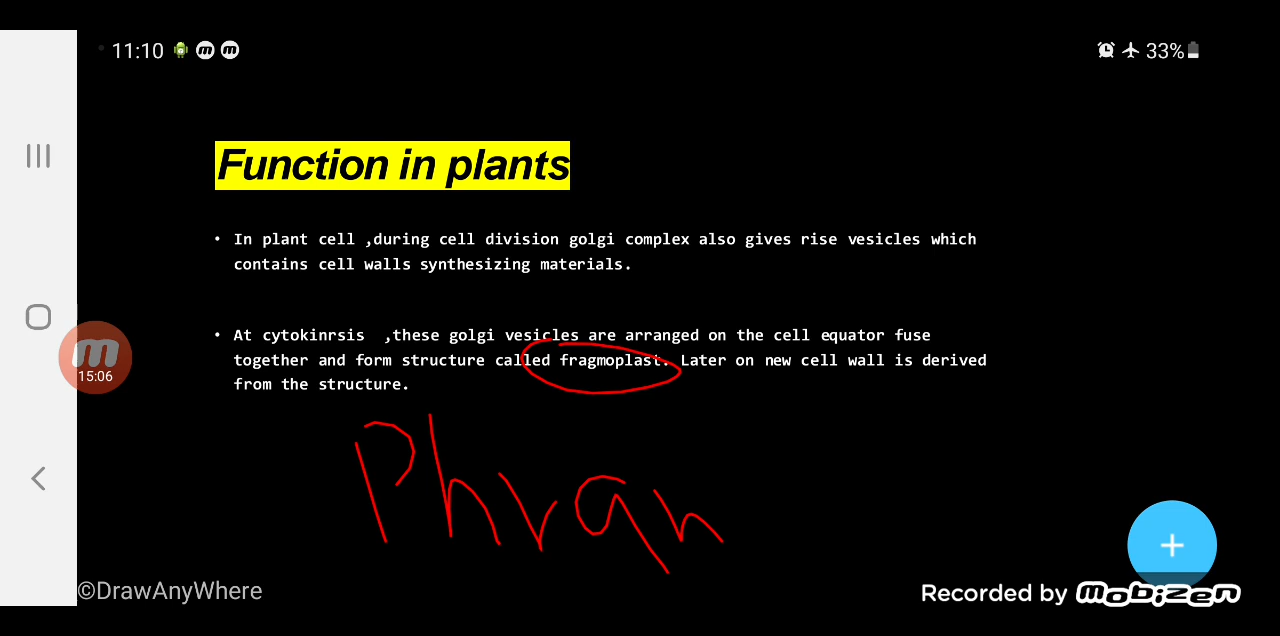 11:10
33%
Function in plants
• In plant cell ,during cell division golgi complex also gives rise vesicles which
contains cell walls synthesizing materials.
• At cytokinrsis ,these golgi vesicles are arranged on the cell equator fuse
together and form structure called fragmoplast. Later on new cell wall is derived
from the structure.
15:06
Phran
©DrawAnyWhere
Recorded by mobizen